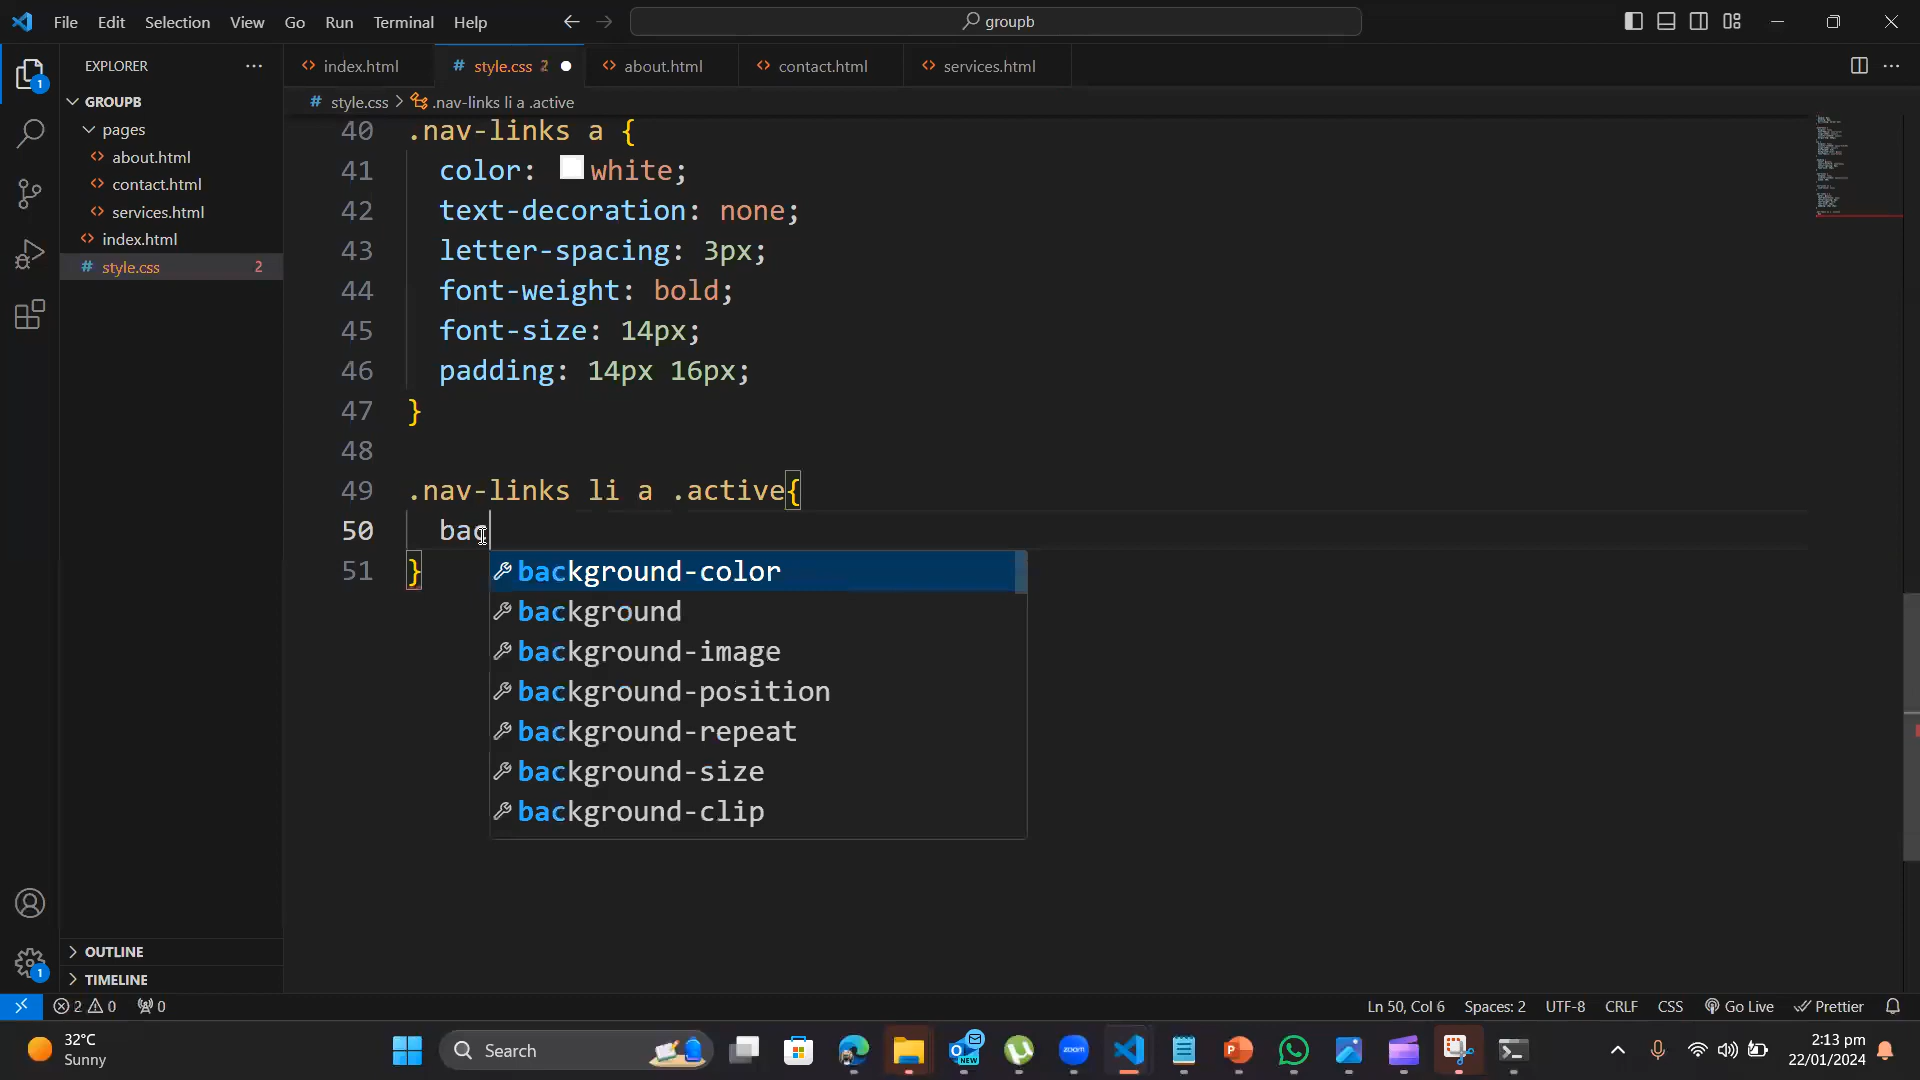 File Edit Selection View Go Run Terminal Help
groupb
EXPLORER
index.html
style.css 2
about.html
contact.html
services.html
GROUPB
style.css > .nav-links li a .active
pages
about.html
contact.html
services.html
index.html
style.css 2
40 .nav-links a {
41 color: white;
42 text-decoration: none;
43 letter-spacing: 3px;
44 font-weight: bold;
45 font-size: 14px;
46 padding: 14px 16px;
47 }
48
49 .nav-links li a .active{
50 bac
51 }
background-color
background
background-image
background-position
background-repeat
background-size
background-clip
1
1
OUTLINE
TIMELINE
2 0 0
Ln 50, Col 6 Spaces: 2 UTF-8 CRLF CSS Go Live Prettier
32°C
Sunny
Search
NEW
zoom
2:13 pm
22/01/2024